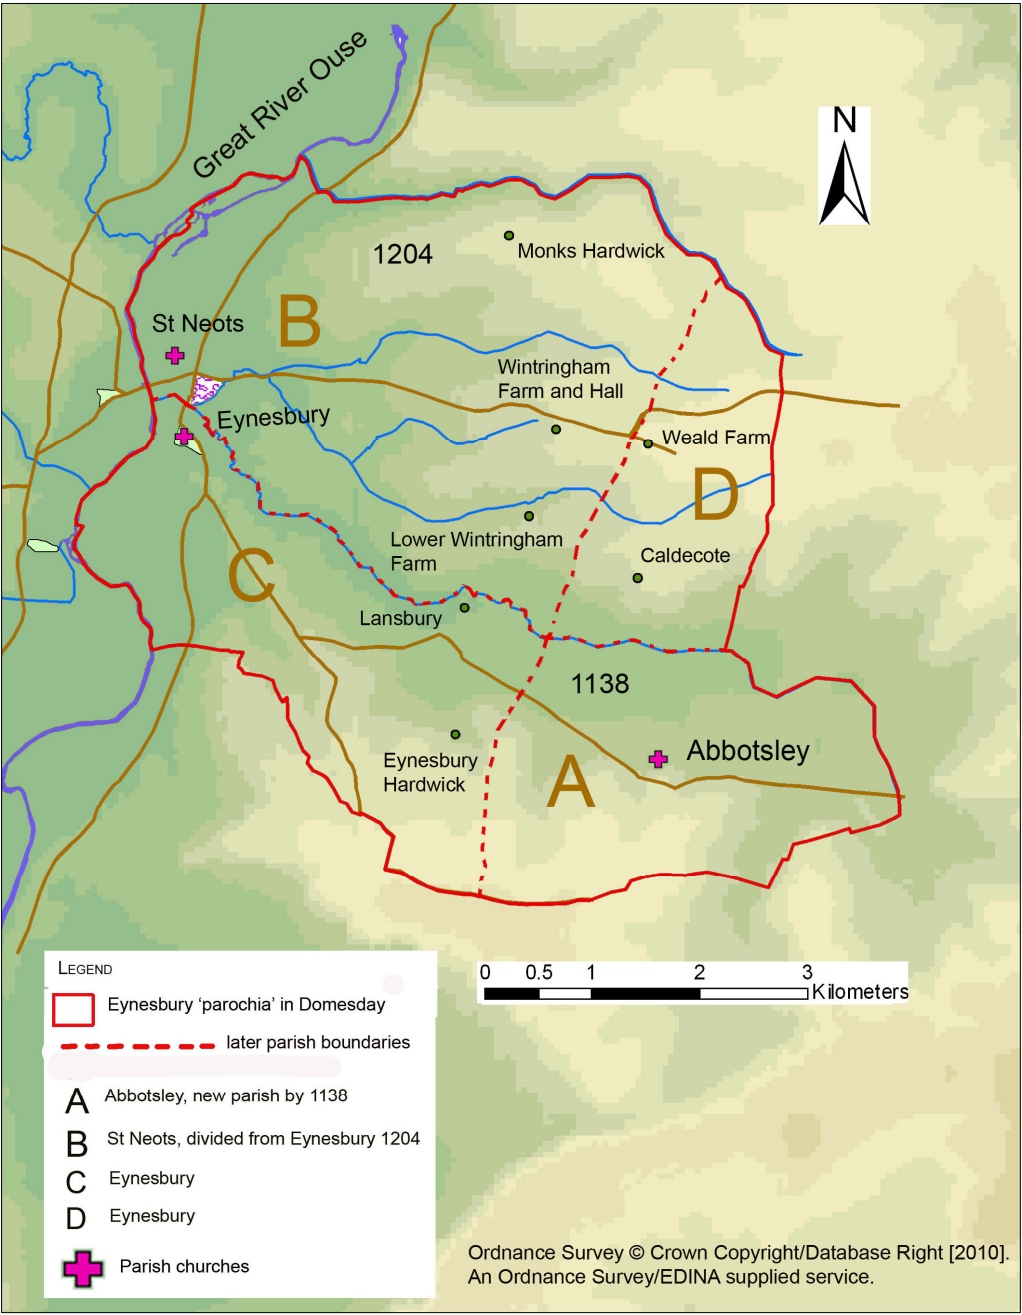 N
Great River Ouse
1204
Monks Hardwick
B
St Neots
Wintringham
Farm and Hall
Eynesbury
Weald Farm
D
Lower Wintringham
Farm
Caldecote
C
Lansbury
1138
Abbotsley
Eynesbury
Hardwick
A
LEGEND
Eynesbury ‘parochia’ in Domesday
later parish boundaries
A Abbotsley, new parish by 1138
B St Neots, divided from Eynesbury 1204
C Eynesbury
D Eynesbury
Parish churches
0 0.5 1 2 3
Kilometers
Ordnance Survey © Crown Copyright/Database Right [2010].
An Ordnance Survey/EDINA supplied service.